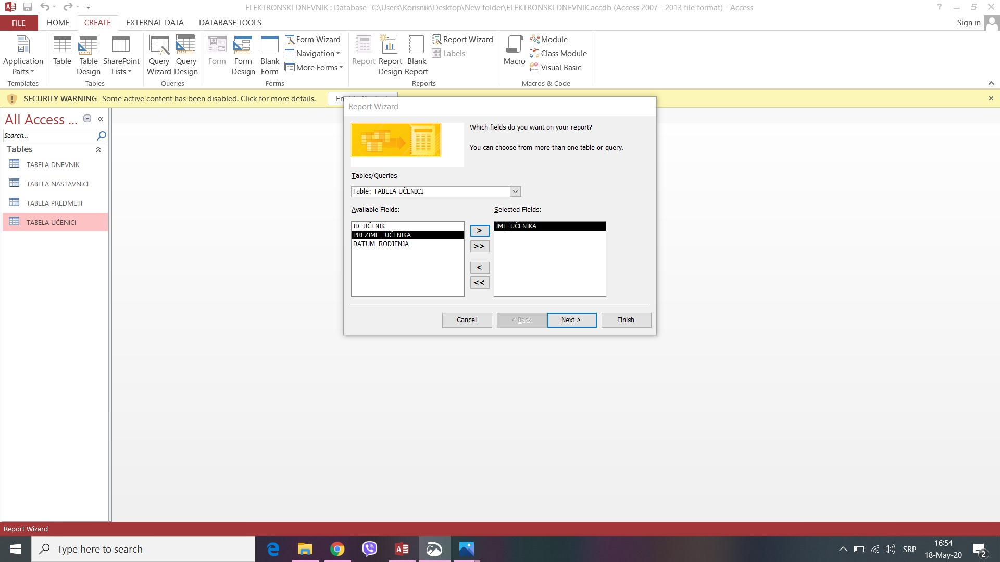 ELEKTRONSKI DNEVNIK : Database- C:\Users\Korisnik\Desktop\New folder\ELEKTRONSKI DNEVNIK.accdb (Access 2007 - 2013 file format) - Access
FILE HOME CREATE EXTERNAL DATA DATABASE TOOLS Sign in
Application Parts
Table
Table Design
SharePoint Lists
Query Wizard
Query Design
Form
Form Design
Blank Form
Form Wizard
Navigation
More Forms
Report
Report Design
Blank Report
Report Wizard
Labels
Macro
Module
Class Module
Visual Basic
Templates Tables Queries Forms Reports Macros & Code
SECURITY WARNING Some active content has been disabled. Click for more details.
All Access ...
Search...
Tables
TABELA DNEVNIK
TABELA NASTAVNICI
TABELA PREDMETI
TABELA UČENICI
Report Wizard
Which fields do you want on your report?
You can choose from more than one table or query.
Tables/Queries
Table: TABELA UČENICI
Available Fields: Selected Fields:
ID_UČENIK
PREZIME _UČENIKA
DATUM_RODJENJA
>
>>
<
<<
IME_UČENIKA
Cancel < Back Next > Finish
Report Wizard
Type here to search
SRP
16:54
18-May-20
2